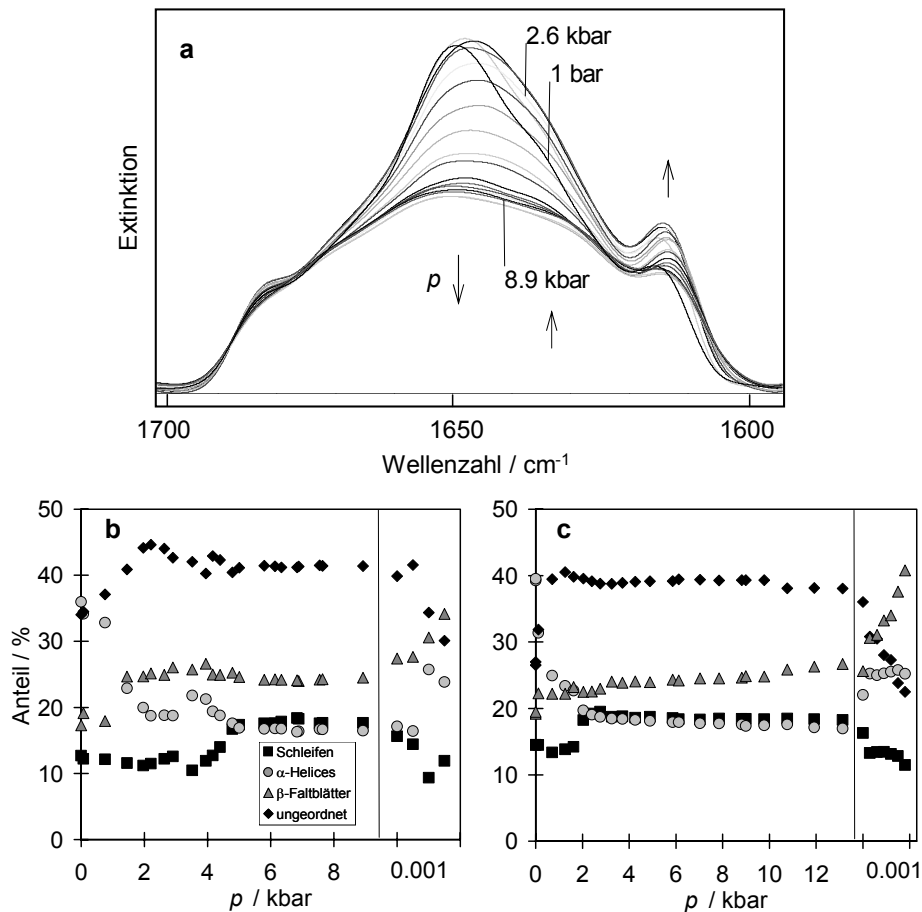 a
2.6 kbar
1 bar
Extinktion
p
8.9 kbar
1700
1650
1600
Wellenzahl / cm-1
b
50
40
30
20
10
0
Anteil / %
Schleifen
α-Helices
β-Faltblätter
ungeordnet
0 2 4 6 8 0.001
p / kbar
c
50
40
30
20
10
0
0 2 4 6 8 10 12 0.001
p / kbar